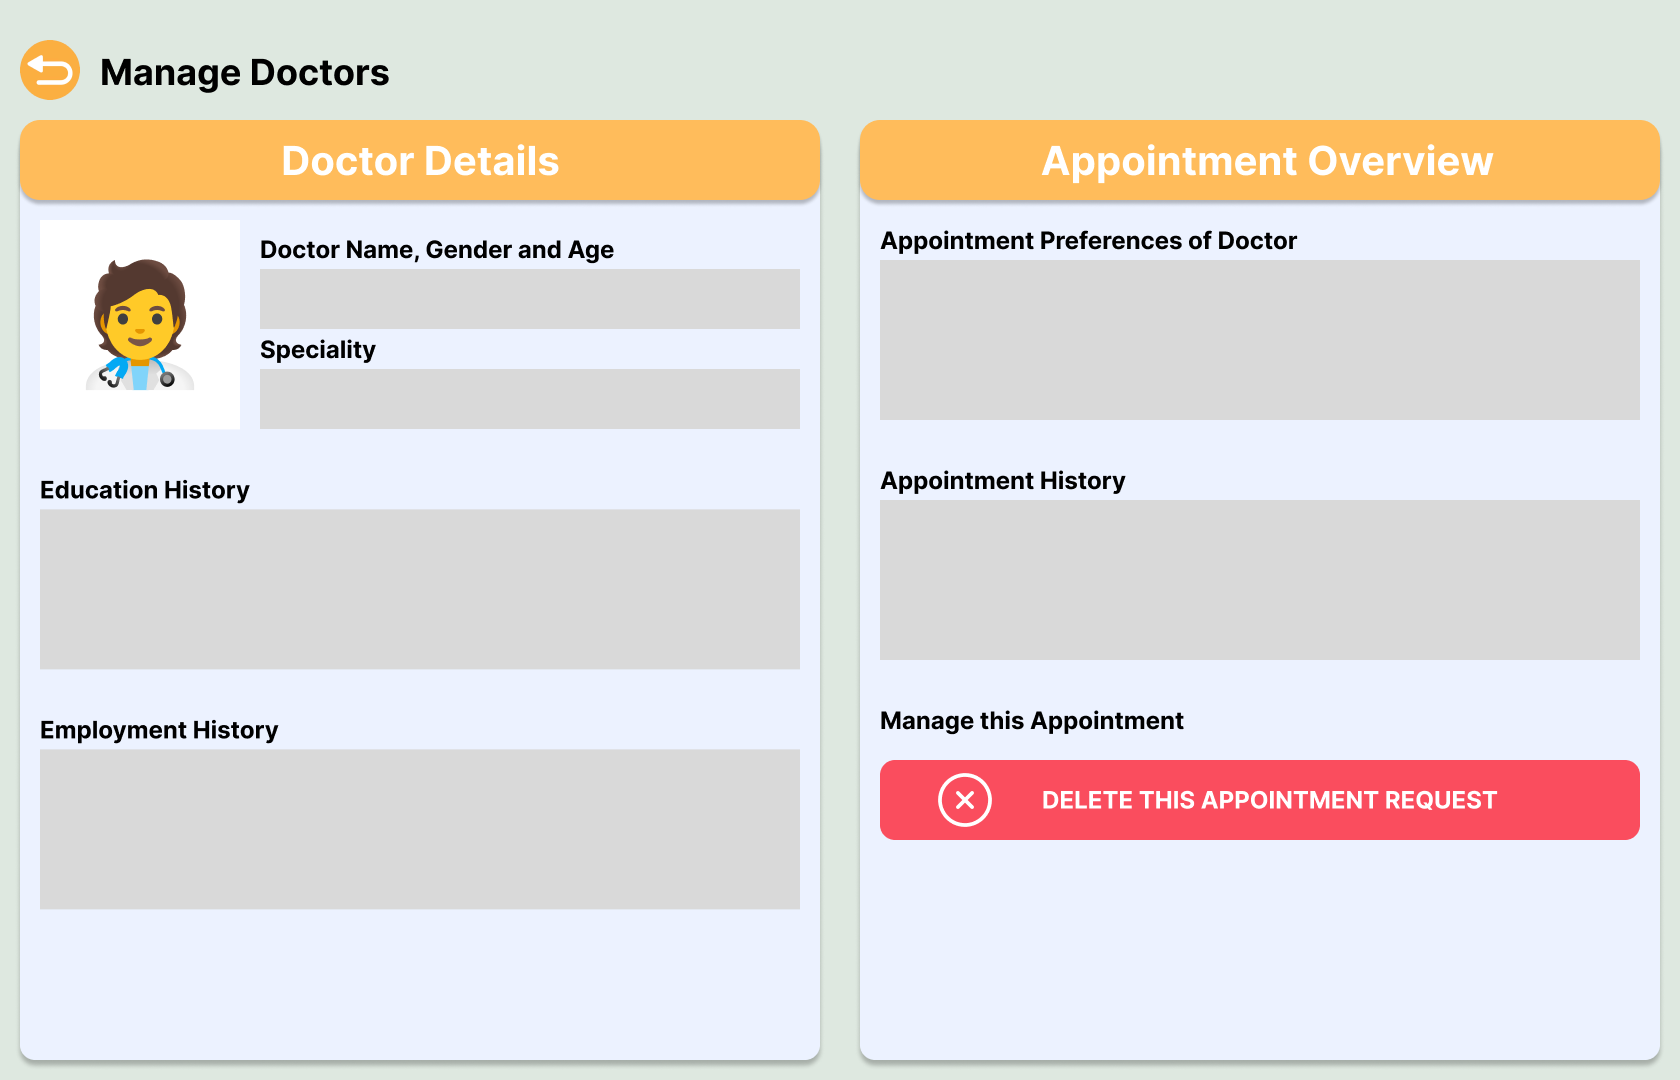 Manage Doctors
Doctor Details
Doctor Name, Gender and Age
Speciality
Education History
Employment History
Appointment Overview
Appointment Preferences of Doctor
Appointment History
Manage this Appointment
DELETE THIS APPOINTMENT REQUEST